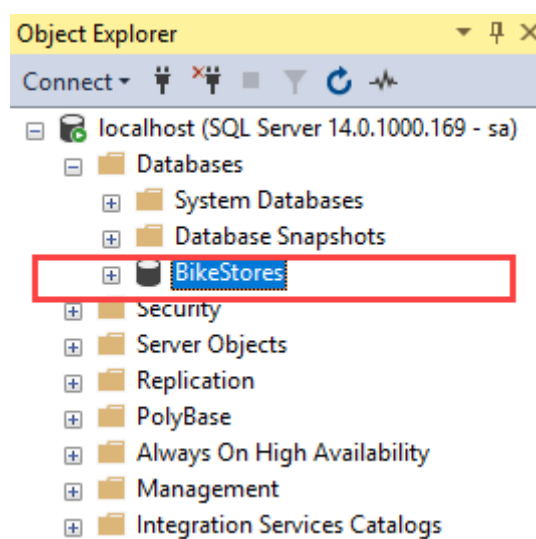 Object Explorer
Connect
localhost (SQL Server 14.0.1000.169 - sa)
Databases
System Databases
Database Snapshots
BikeStores
Security
Server Objects
Replication
PolyBase
Always On High Availability
Management
Integration Services Catalogs